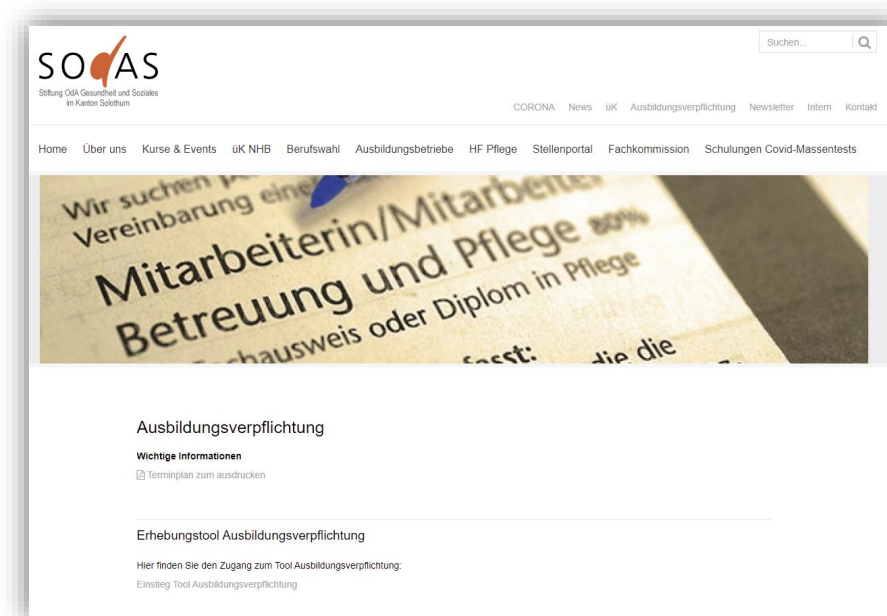 SOdAS
Stiftung OdA Gesundheit und Soziales
im Kanton Solothurn
Suchen...
CORONA News üK Ausbildungsverpflichtung Newsletter Intern Kontakt
Home Über uns Kurse & Events üK NHB Berufswahl Ausbildungsbetriebe HF Pflege Stellenportal Fachkommission Schulungen Covid-Massentests
Wir suchen
Vereinbarung eine
Mitarbeiterin/Mitarbeiter
Betreuung und Pflege 80%
Fachausweis oder Diplom in Pflege
die die
Ausbildungsverpflichtung
Wichtige Informationen
Terminplan zum ausdrucken
Erhebungstool Ausbildungsverpflichtung
Hier finden Sie den Zugang zum Tool Ausbildungsverpflichtung:
Einstieg Tool Ausbildungsverpflichtung